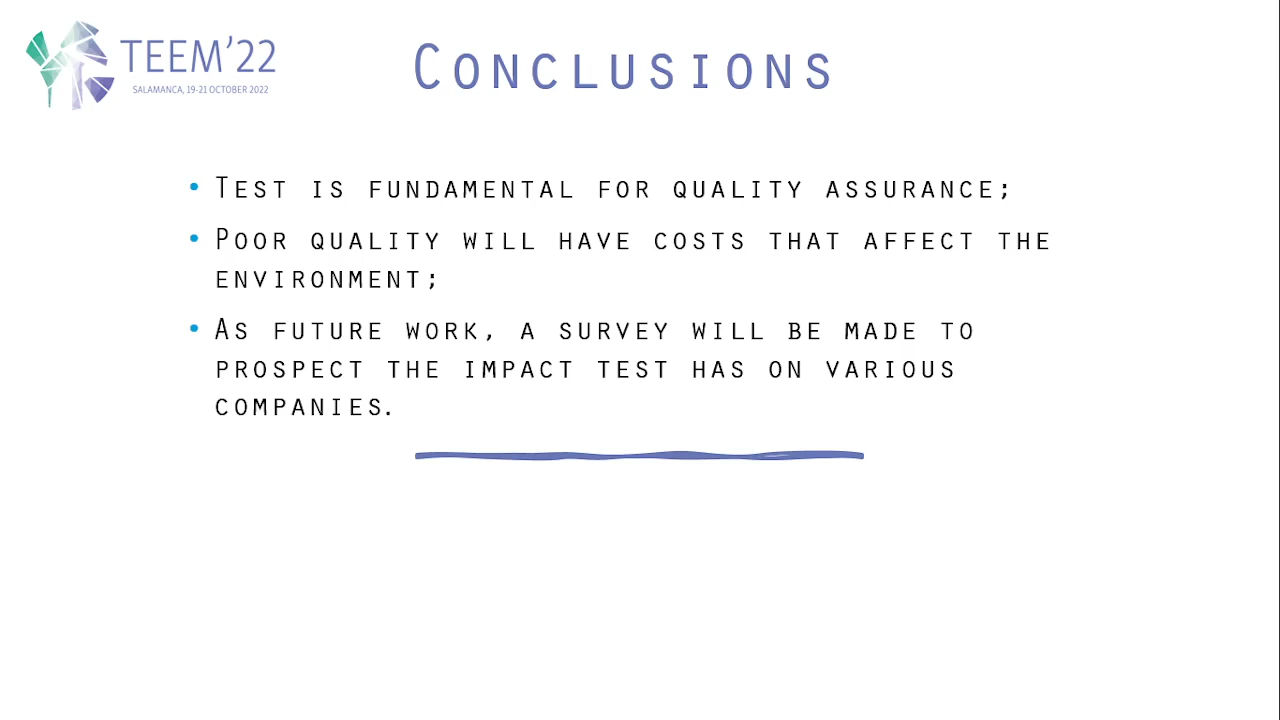 TEEM'22
SALAMANCA, 19-21 OCTOBER 2022
Conclusions
• Test is fundamental for quality assurance;
• Poor quality will have costs that affect the
environment;
• As future work, a survey will be made to
prospect the impact test has on various
companies.